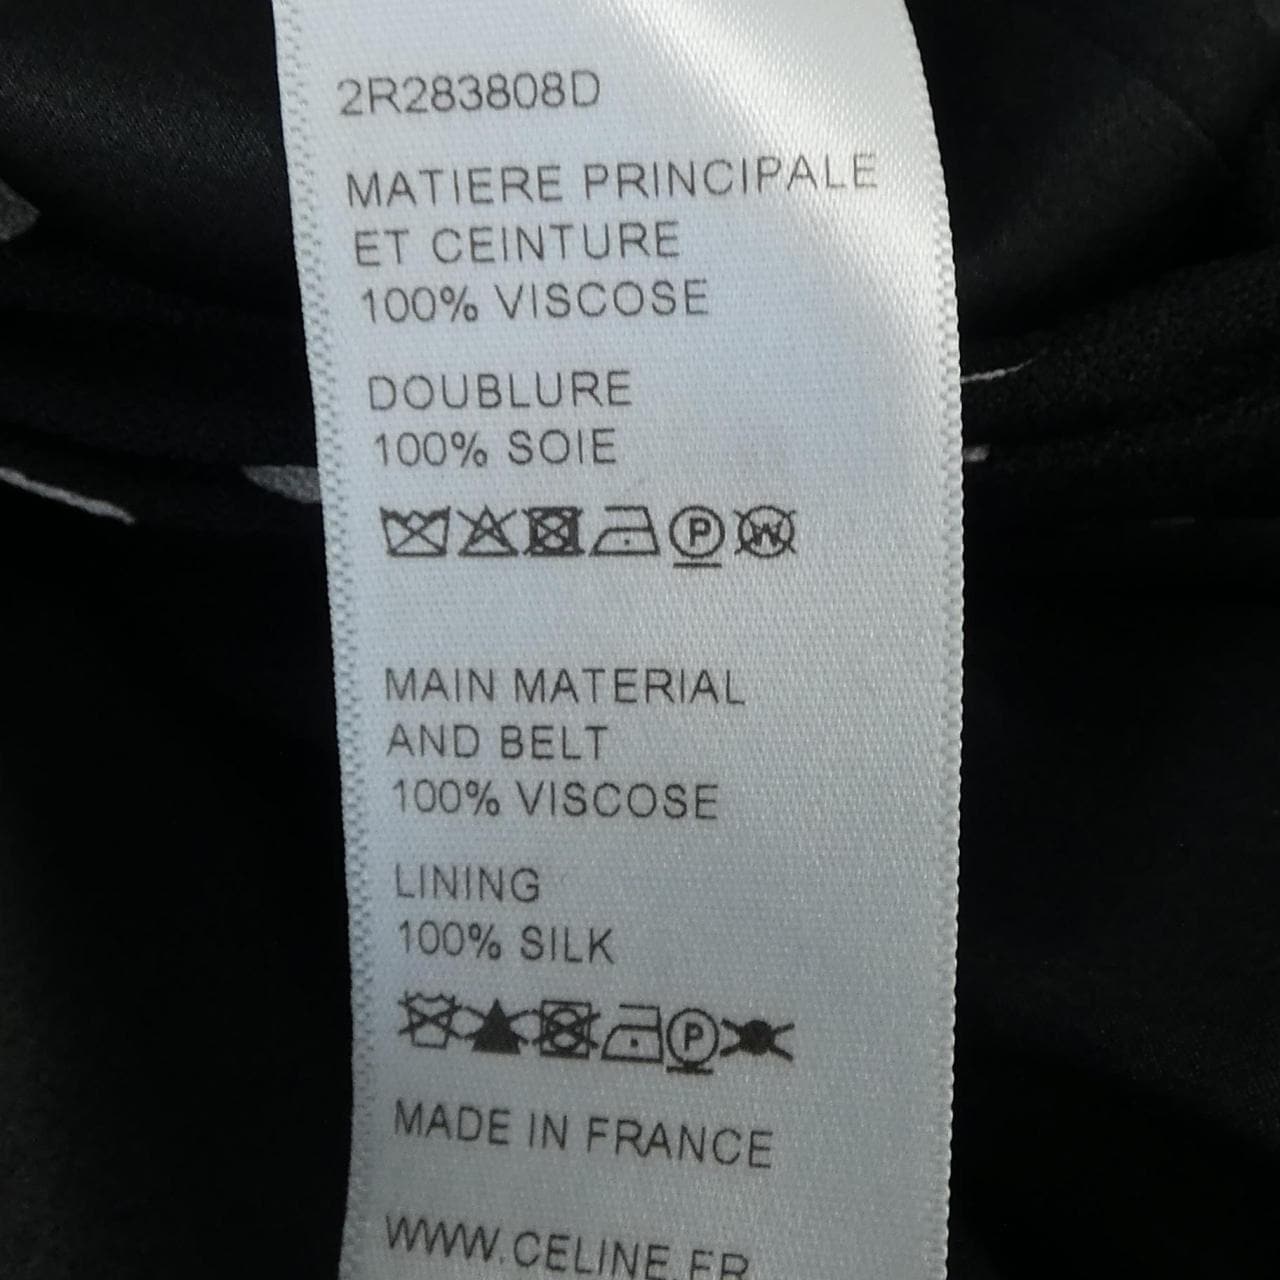 2R283808D
MATIERE PRINCIPALE
ET CEINTURE
100% VISCOSE
DOUBLURE
100% SOIE
P W
MAIN MATERIAL
AND BELT
100% VISCOSE
LINING
100% SILK
P
MADE IN FRANCE
WWW.CELINE.FR